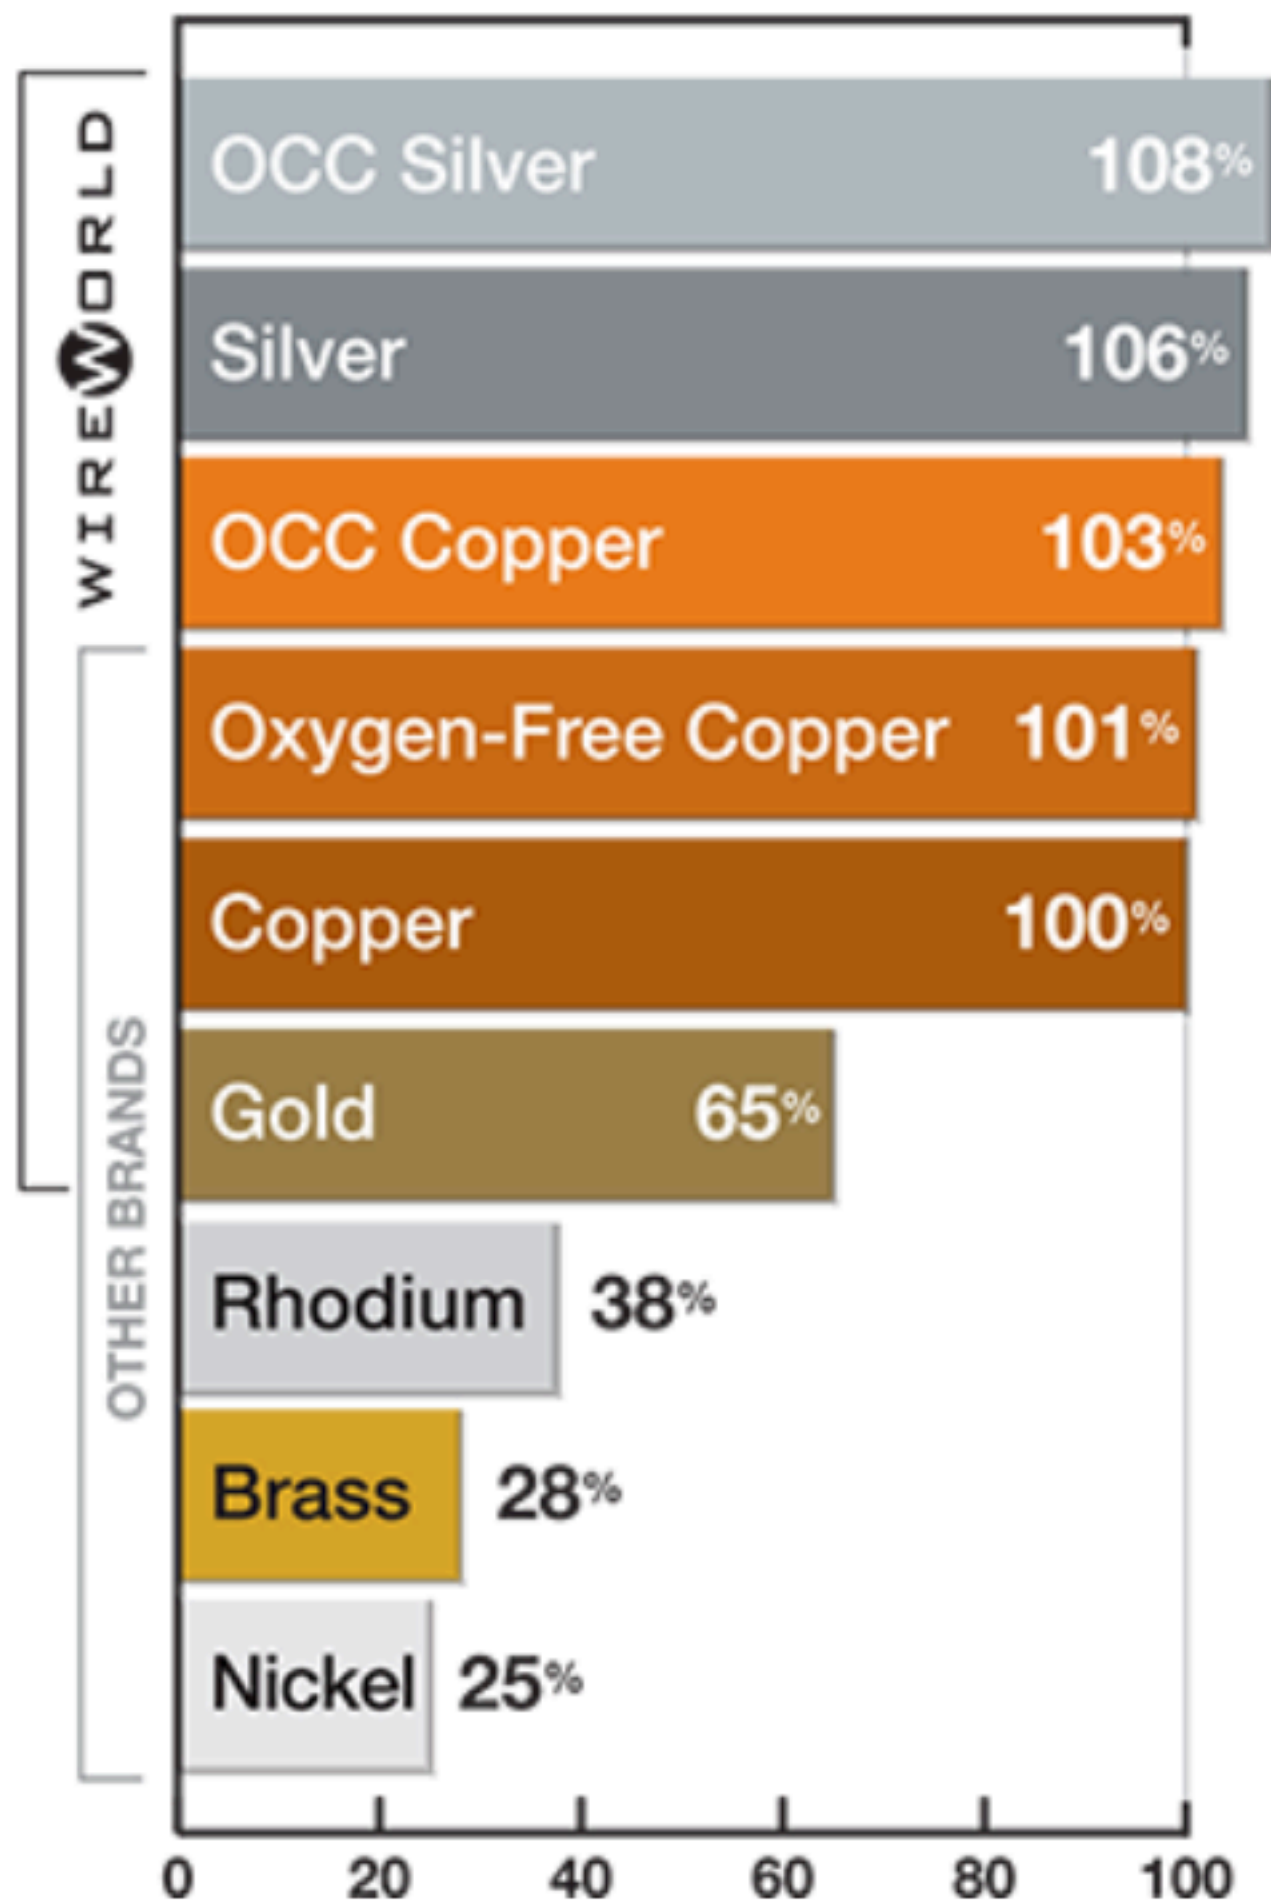 WIREWORLD
OTHER BRANDS
OCC Silver 108%
Silver 106%
OCC Copper 103%
Oxygen-Free Copper 101%
Copper 100%
Gold 65%
Rhodium 38%
Brass 28%
Nickel 25%
0 20 40 60 80 100